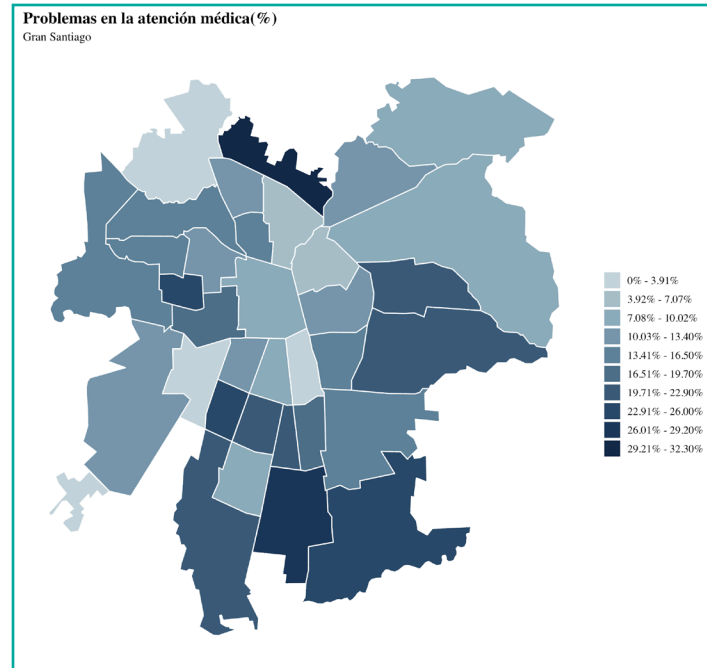 Problemas en la atención médica(%)
Gran Santiago
0% - 3.91%
3.92% - 7.07%
7.08% - 10.02%
10.03% - 13.40%
13.41% - 16.50%
16.51% - 19.70%
19.71% - 22.90%
22.91% - 26.00%
26.01% - 29.20%
29.21% - 32.30%